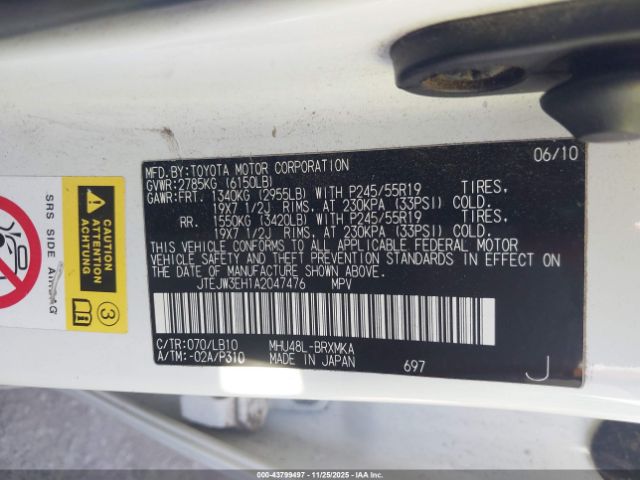 MFD.BY:TOYOTA MOTOR CORPORATION 06/10
GVWR:2785KG (6150LB)
GAWR:FRT. 1340KG (2955LB) WITH P245/55R19 TIRES,
19X7 1/2J RIMS, AT 230KPA (33PSI) COLD.
RR. 1550KG (3420LB) WITH P245/55R19 TIRES,
19X7 1/2J RIMS, AT 230KPA (33PSI) COLD.
THIS VEHICLE CONFORMS TO ALL APPLICABLE FEDERAL MOTOR
VEHICLE SAFETY AND THEFT PREVENTION STANDARDS IN EFFECT ON
THE DATE OF MANUFACTURE SHOWN ABOVE.
JTEJW3EH1A2047476 MPV
C/TR:070/LB10 MHU48L-BRXMKA
A/TM:-02A/P310 MADE IN JAPAN 697 J
SRS SIDE AIRBAG
CAUTION
ATTENTION
ACHTUNG
3
000-43799497 - 11/25/2025 - © COPYRIGHT IAA, LLC